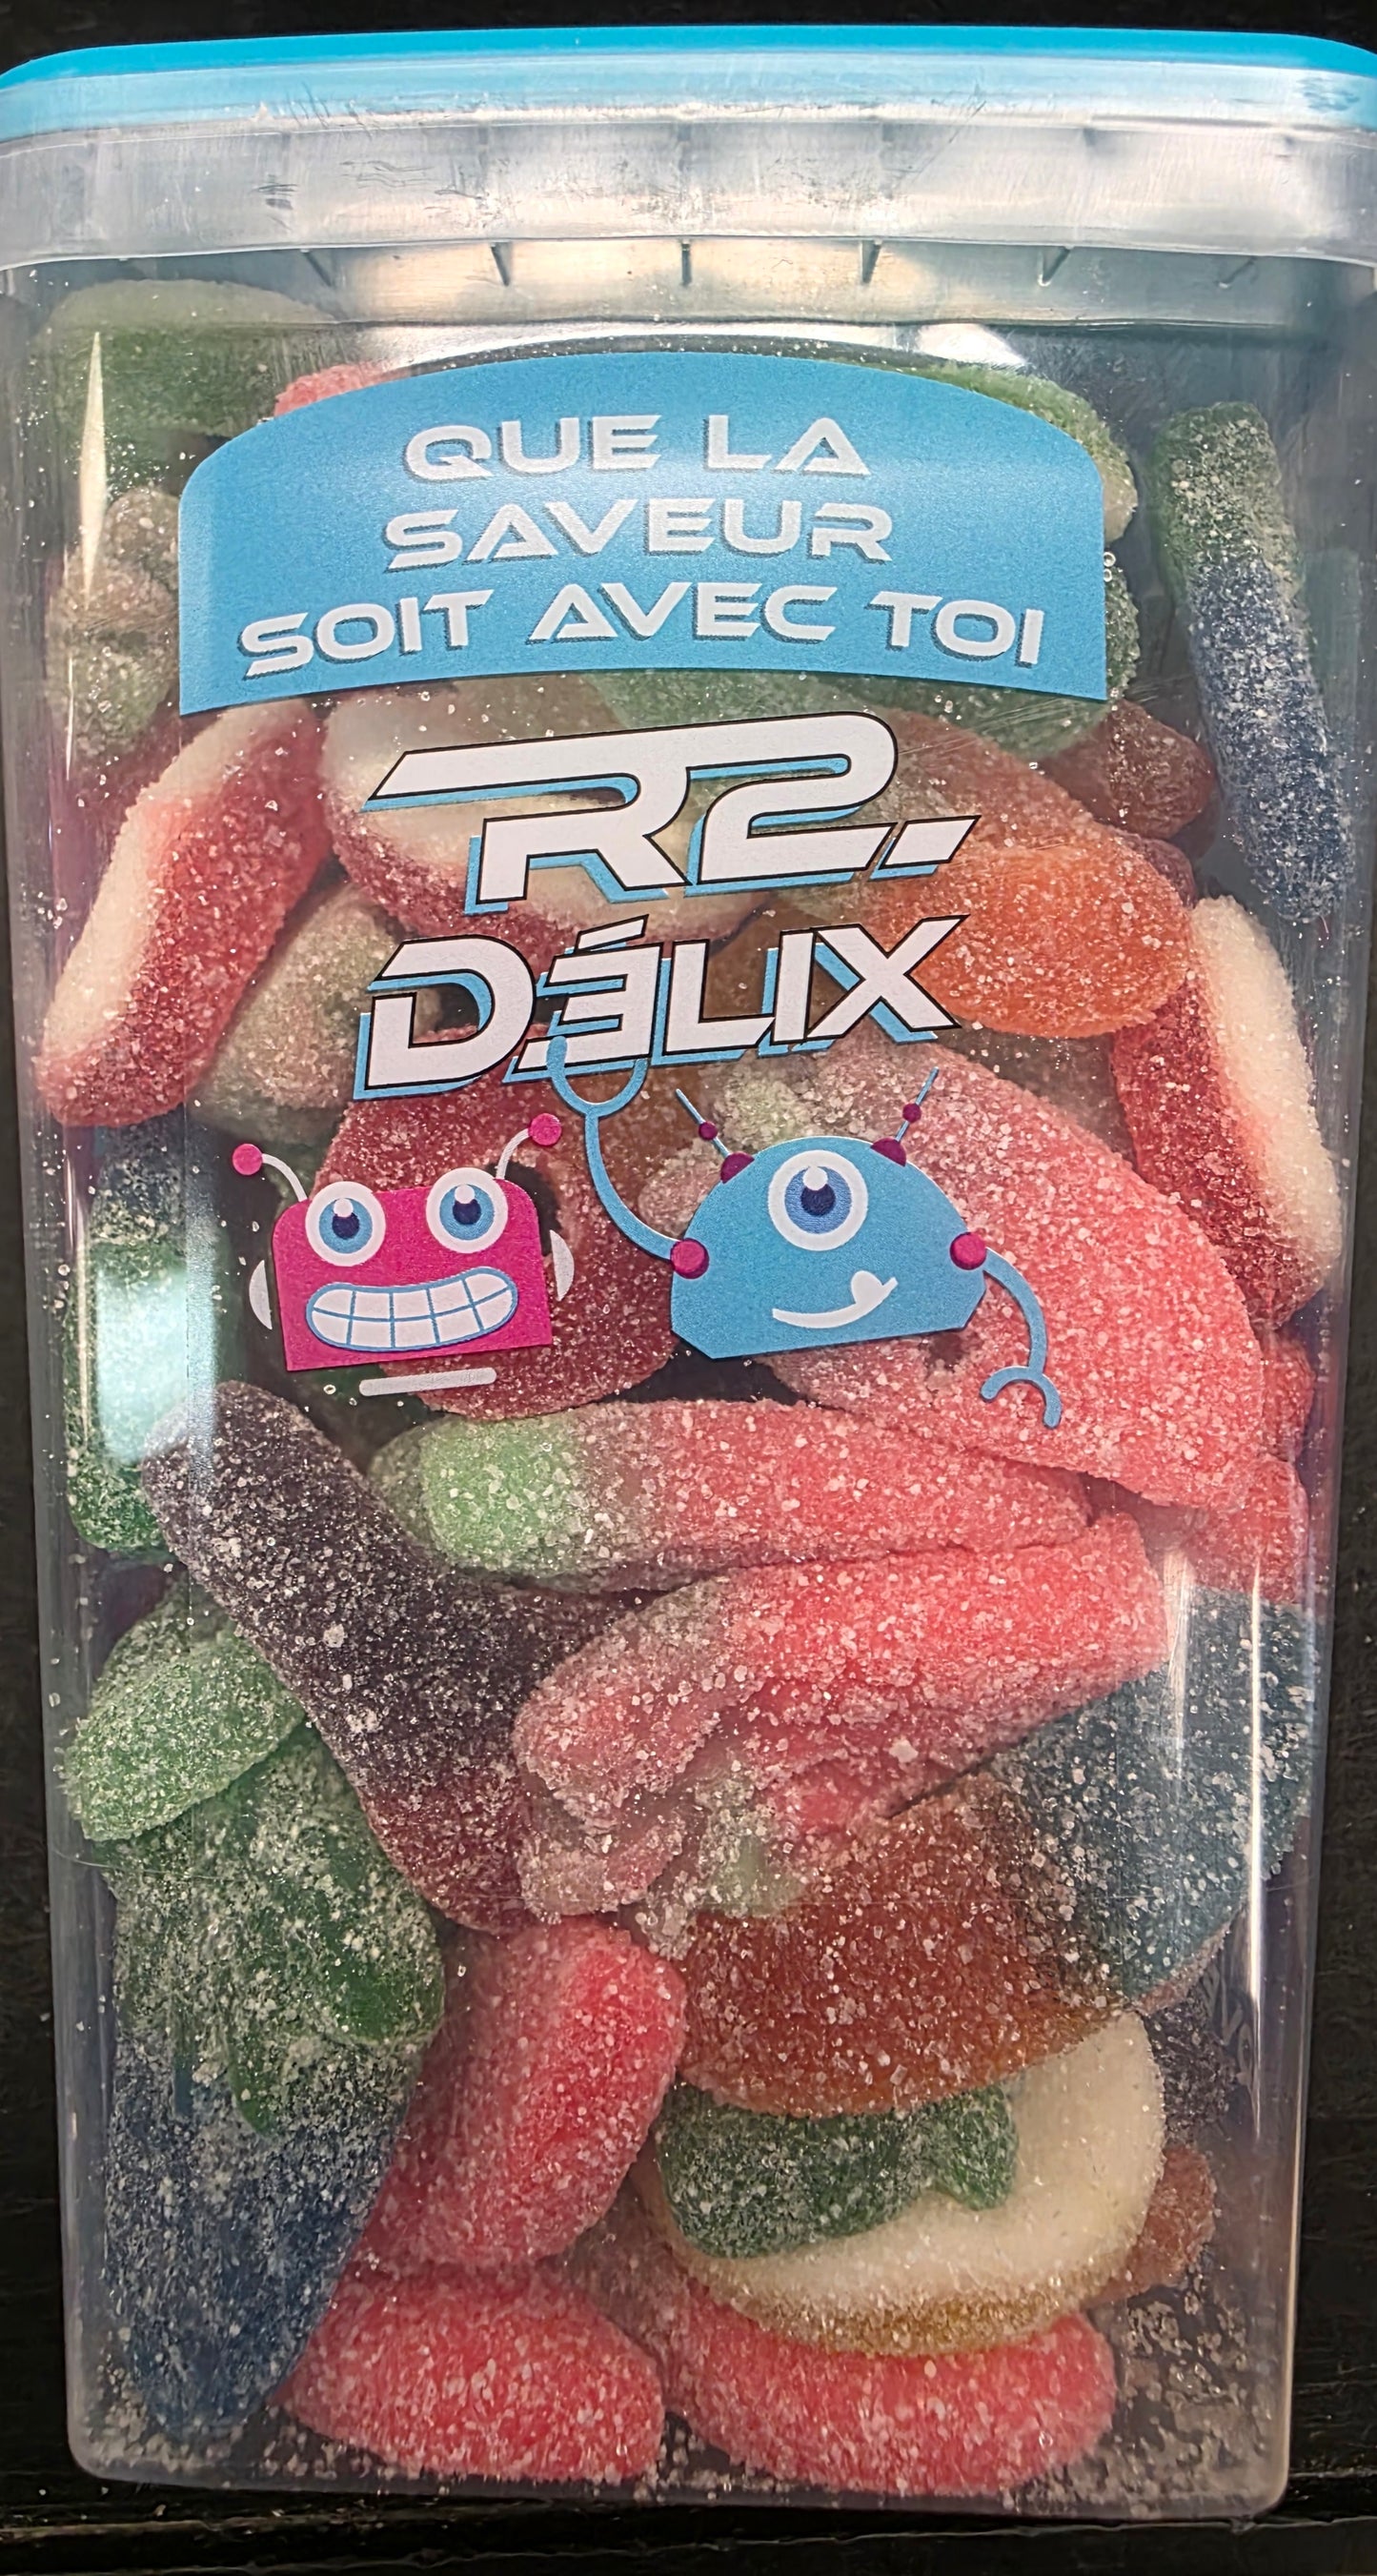 QUE LA
SAVEUR
SOIT AVEC TOI
R2.
DÉLIX